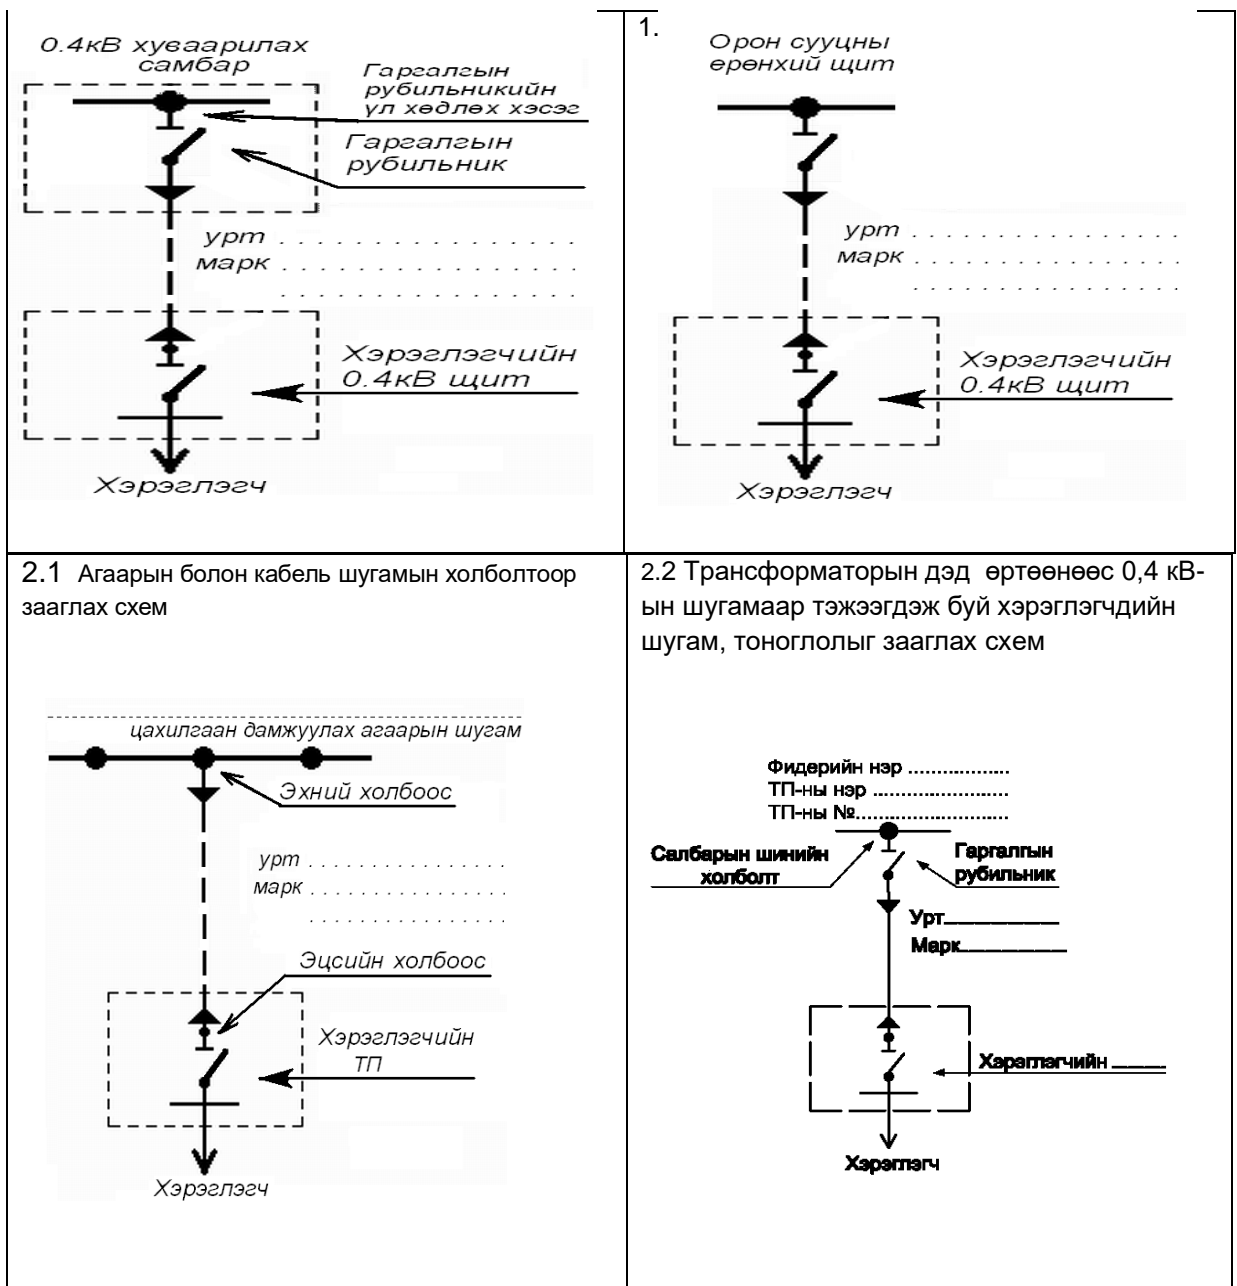 0.4кВ хуваарилах
самбар
Гаргалгын
рубильникийн
үл хөдлөх хэсэг
Гаргалгын
рубильник
урт . . . . . . . . . . . . . . . .
марк . . . . . . . . . . . . . . . .
. . . . . . . . . . . . . . . .
Хэрэглэгчийн
0.4кВ щит
Хэрэглэгч
1.
Орон сууцны
ерөнхий щит
урт . . . . . . . . . . . . . . . .
марк . . . . . . . . . . . . . . . .
. . . . . . . . . . . . . . . .
Хэрэглэгчийн
0.4кВ щит
Хэрэглэгч
2.1 Агаарын болон кабель шугамын холболтоор
зааглах схем
цахилгаан дамжуулах агаарын шугам
Эхний холбоос
урт . . . . . . . . . . . . . . . .
марк . . . . . . . . . . . . . . . .
. . . . . . . . . . . . . . . .
Эцсийн холбоос
Хэрэглэгчийн
ТП
Хэрэглэгч
2.2 Трансформаторын дэд өртөөнөөс 0,4 кВ-
ын шугамаар тэжээгдэж буй хэрэглэгчдийн
шугам, тоноглолыг зааглах схем
Фидерийн нэр ..................
ТП-ны нэр ........................
ТП-ны №...........................
Салбарын шинийн
холболт
Гаргалгын
рубильник
Урт__________
Марк__________
Хэрэглэгчийн _____
Хэрэглэгч